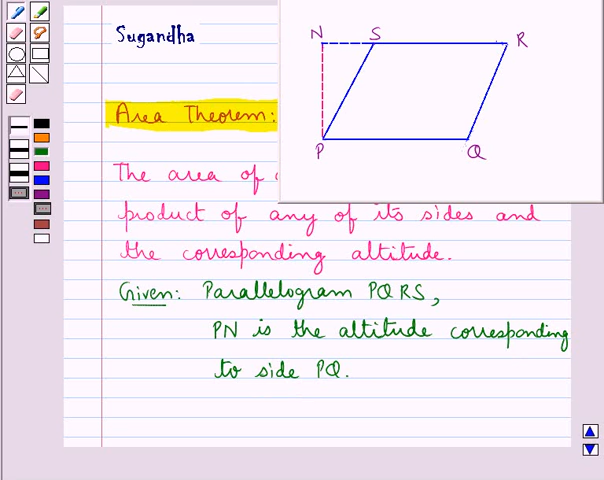 Sugandha
N S R
P Q
Area Theorem:
The area of
product of any of its sides and
the corresponding altitude.
Given: Parallelogram PQRS,
PN is the altitude corresponding
to side PQ.